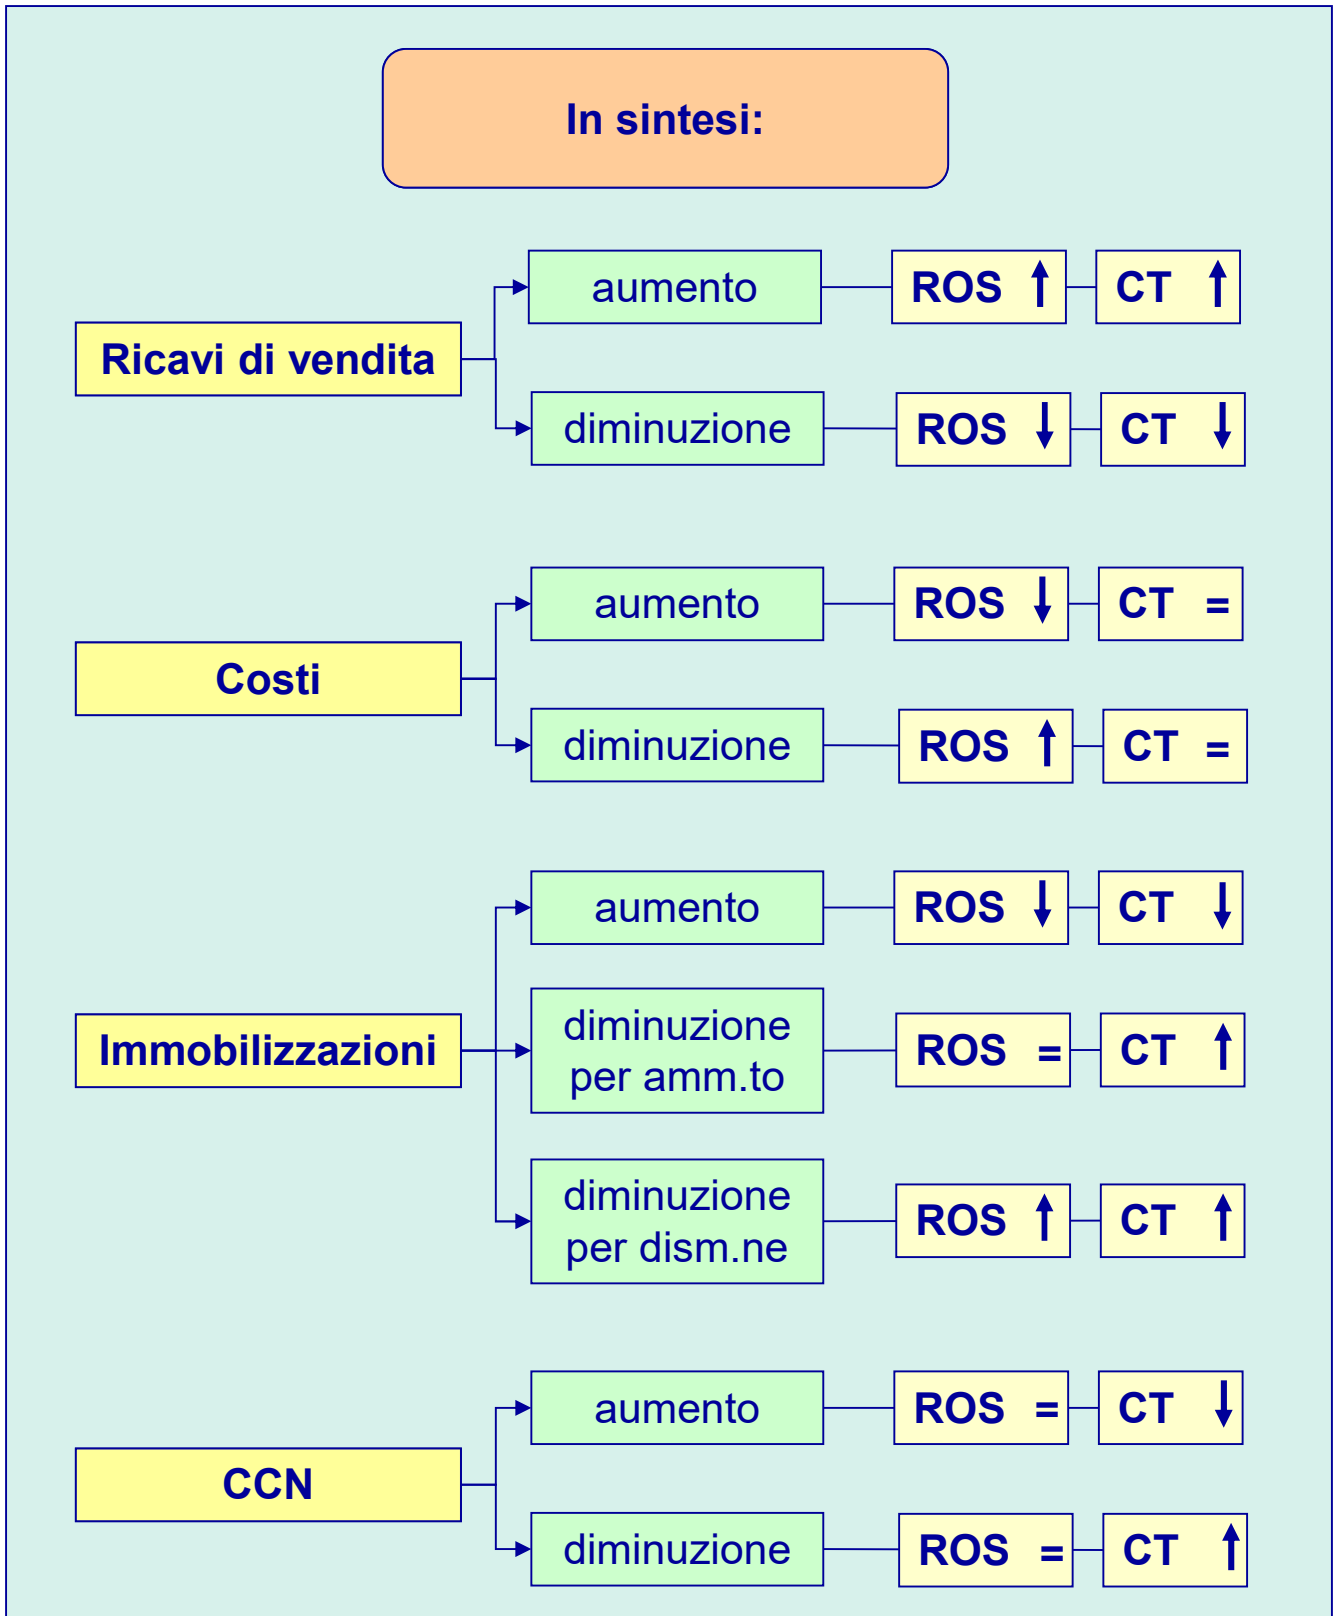 In sintesi:
aumento ROS ↑ CT ↑
Ricavi di vendita
diminuzione ROS ↓ CT ↓
aumento ROS ↓ CT =
Costi
diminuzione ROS ↑ CT =
aumento ROS ↓ CT ↓
diminuzione
Immobilizzazioni ROS = CT ↑
per amm.to
diminuzione
ROS ↑ CT ↑
per dism.ne
aumento ROS = CT ↓
CCN
diminuzione ROS = CT ↑